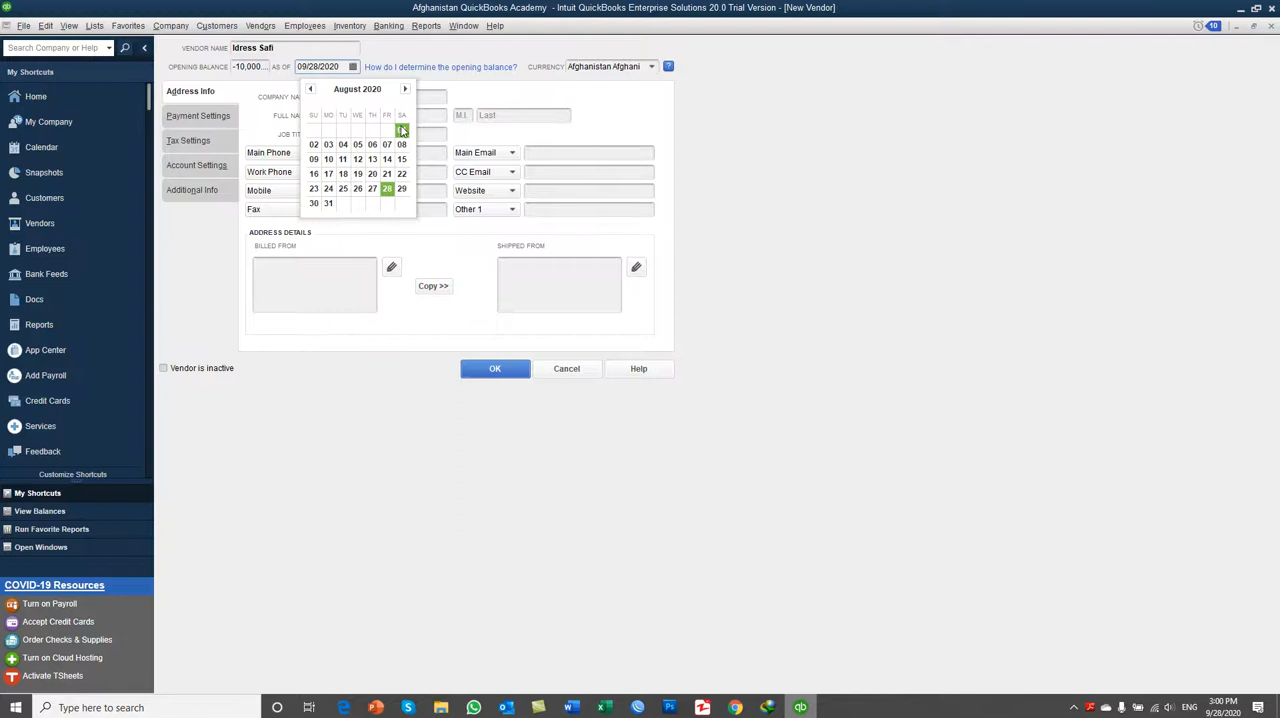 Afghanistan QuickBooks Academy - Intuit QuickBooks Enterprise Solutions 20.0 Trial Version - [New Vendor]
File Edit View Lists Favorites Company Customers Vendors Employees Inventory Banking Reports Window Help 10
Search Company or Help
My Shortcuts
Home
My Company
Calendar
Snapshots
Customers
Vendors
Employees
Bank Feeds
Docs
Reports
App Center
Add Payroll
Credit Cards
Services
Feedback
Customize Shortcuts
My Shortcuts
View Balances
Run Favorite Reports
Open Windows
COVID-19 Resources
Turn on Payroll
Accept Credit Cards
Order Checks & Supplies
Turn on Cloud Hosting
Activate TSheets
VENDOR NAME Idress Safi
OPENING BALANCE -10,000.... AS OF 09/28/2020 How do I determine the opening balance? CURRENCY Afghanistan Afghani ?
Address Info
Payment Settings
Tax Settings
Account Settings
Additional Info
COMPANY NA
FULL NA M.I. Last
JOB TIT
Main Phone Main Email
Work Phone CC Email
Mobile Website
Fax Other 1
August 2020
SU MO TU WE TH FR SA
02 03 04 05 06 07 08
09 10 11 12 13 14 15
16 17 18 19 20 21 22
23 24 25 26 27 28 29
30 31
ADDRESS DETAILS
BILLED FROM SHIPPED FROM
Copy >>
Vendor is inactive OK Cancel Help
Type here to search
3:00 PM
9/28/2020